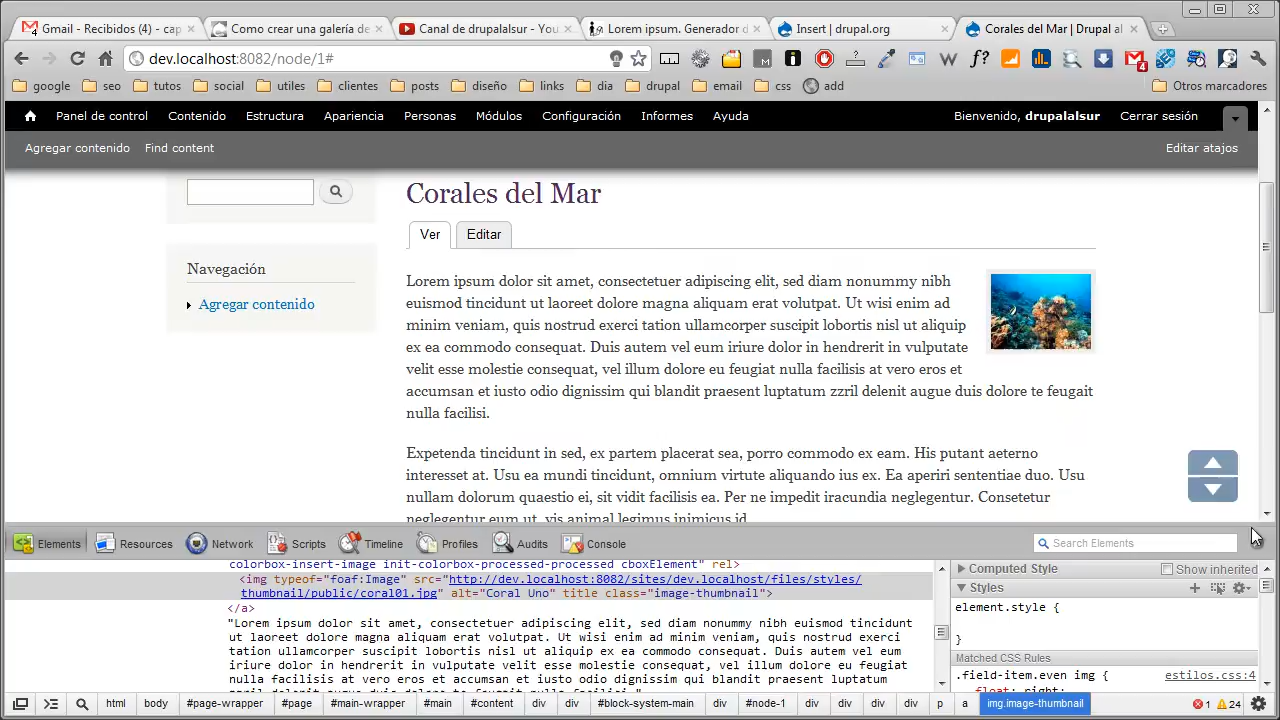 Gmail - Recibidos (4) - cap
Como crear una galería de
Canal de drupalalsur - You
Lorem ipsum. Generador d
Insert | drupal.org
Corales del Mar | Drupal al
dev.localhost:8082/node/1#
google
seo
tutos
social
utiles
clientes
posts
diseño
links
dia
drupal
email
css
add
Otros marcadores
Panel de control
Contenido
Estructura
Apariencia
Personas
Módulos
Configuración
Informes
Ayuda
Bienvenido, drupalalsur
Cerrar sesión
Agregar contenido
Find content
Editar atajos
Corales del Mar
Ver
Editar
Navegación
Agregar contenido
Lorem ipsum dolor sit amet, consectetuer adipiscing elit, sed diam nonummy nibh
euismod tincidunt ut laoreet dolore magna aliquam erat volutpat. Ut wisi enim ad
minim veniam, quis nostrud exerci tation ullamcorper suscipit lobortis nisl ut aliquip
ex ea commodo consequat. Duis autem vel eum iriure dolor in hendrerit in vulputate
velit esse molestie consequat, vel illum dolore eu feugiat nulla facilisis at vero eros et
accumsan et iusto odio dignissim qui blandit praesent luptatum zzril delenit augue duis dolore te feugait
nulla facilisi.
Expetenda tincidunt in sed, ex partem placerat sea, porro commodo ex eam. His putant aeterno
interesset at. Usu ea mundi tincidunt, omnium virtute aliquando ius ex. Ea aperiri sententiae duo. Usu
nullam dolorum quaestio ei, sit vidit facilisis ea. Per ne impedit iracundia neglegentur. Consetetur
neglegentur eum ut, vis animal legimus inimicus id.
Elements
Resources
Network
Scripts
Timeline
Profiles
Audits
Console
Search Elements
colorbox-insert-image init-colorbox-processed-processed cboxElement" rel>
<img typeof="foaf:Image" src="http://dev.localhost:8082/sites/dev.localhost/files/styles/
thumbnail/public/coral01.jpg" alt="Coral Uno" title class="image-thumbnail">
</a>
"Lorem ipsum dolor sit amet, consectetuer adipiscing elit, sed diam nonummy nibh
euismod tincidunt ut laoreet dolore magna aliquam erat volutpat. Ut wisi enim ad
minim veniam, quis nostrud exerci tation ullamcorper suscipit lobortis nisl ut
aliquip ex ea commodo consequat. Duis autem vel eum iriure dolor in hendrerit in
vulputate velit esse molestie consequat, vel illum dolore eu feugiat nulla
Computed Style
Show inherited
Styles
element.style {
}
Matched CSS Rules
.field-item.even img {
estilos.css:4
float: right;
html
body
#page-wrapper
#page
#main-wrapper
#main
#content
div
div
#block-system-main
div
#node-1
div
div
div
p
a
img.image-thumbnail
1
24